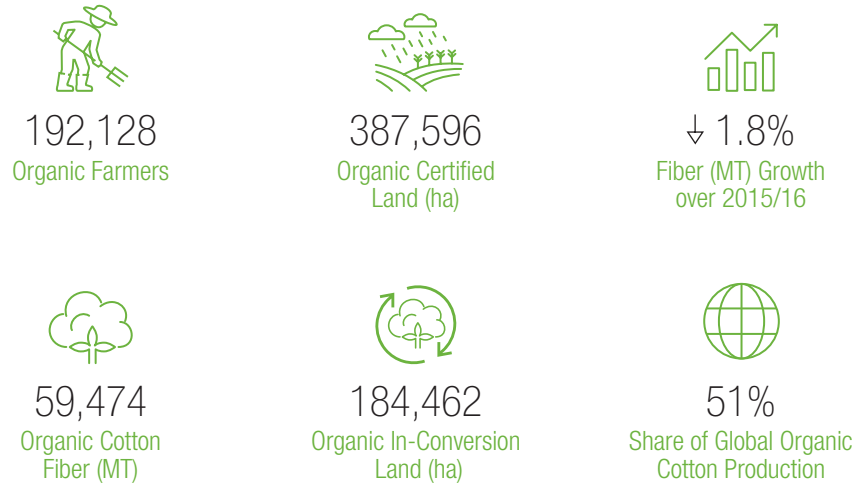 192,128
Organic Farmers
387,596
Organic Certified
Land (ha)
↓ 1.8%
Fiber (MT) Growth
over 2015/16
59,474
Organic Cotton
Fiber (MT)
184,462
Organic In-Conversion
Land (ha)
51%
Share of Global Organic
Cotton Production